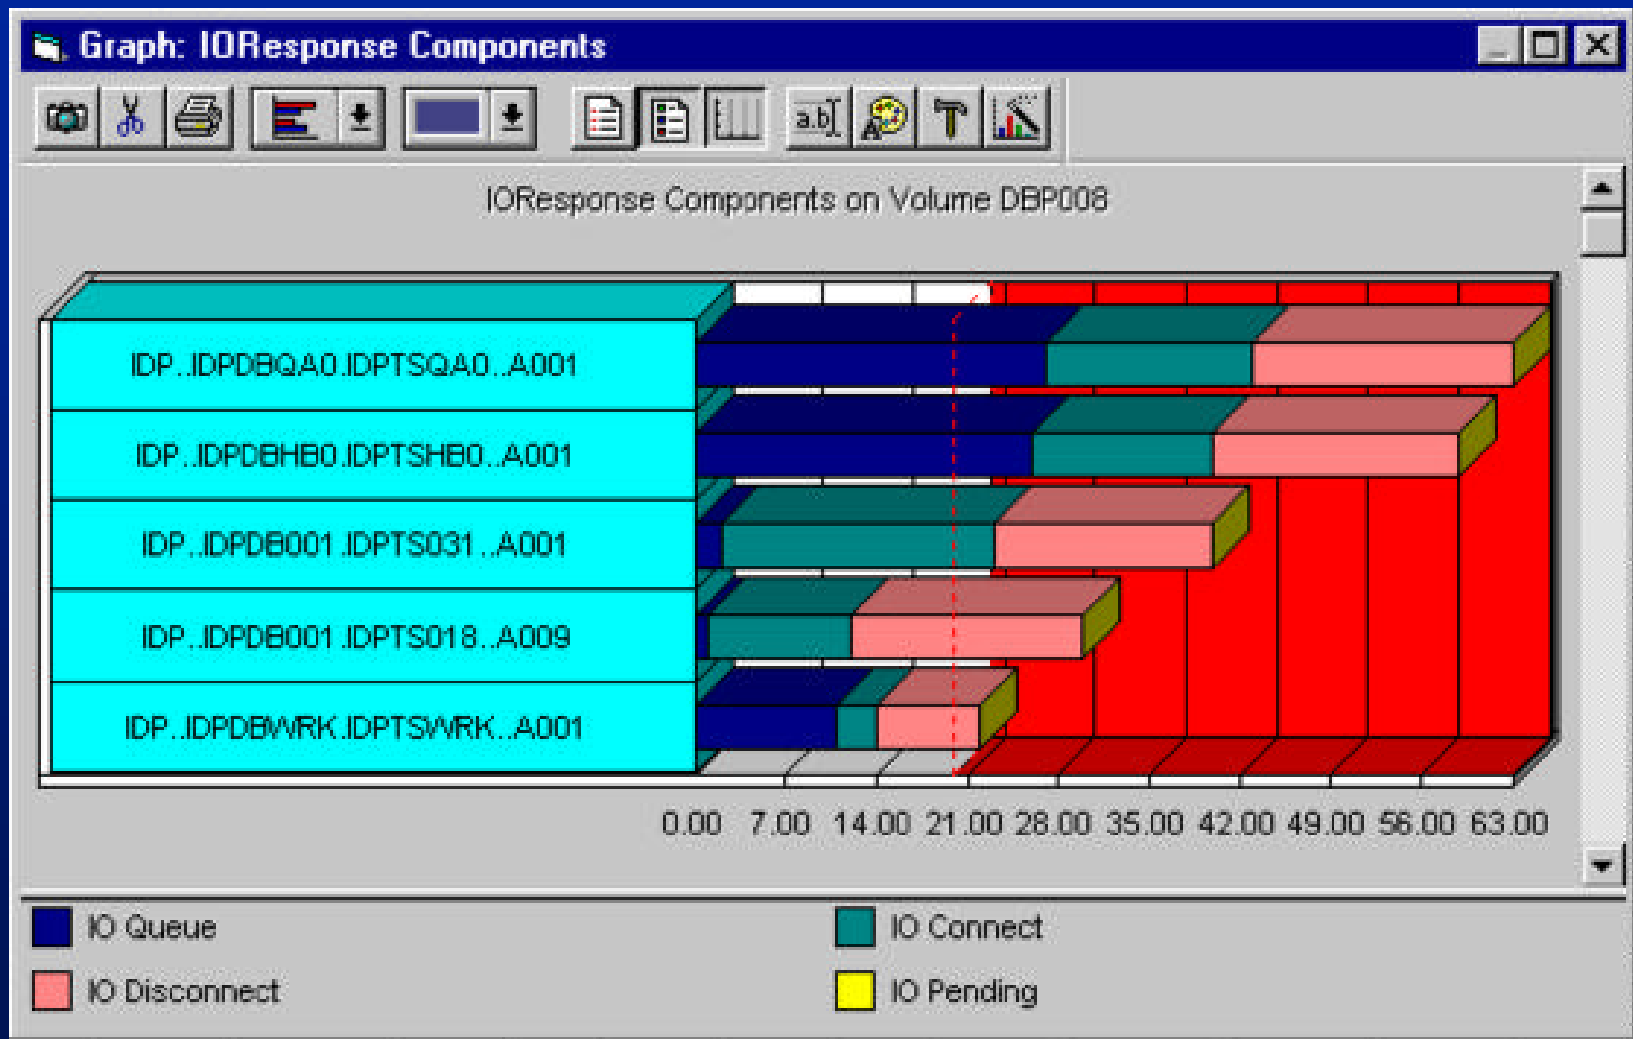 Graph: IOResponse Components
a.b
IOResponse Components on Volume DBP008
IDP..IDPDBQA0.IDPTSQA0..A001
IDP..IDPDBHB0.IDPTSHB0..A001
IDP..IDPDB001.IDPTS031..A001
IDP..IDPDB001.IDPTS018..A009
IDP..IDPDBWRK.IDPTSWRK..A001
0.00 7.00 14.00 21.00 28.00 35.00 42.00 49.00 56.00 63.00
IO Queue
IO Connect
IO Disconnect
IO Pending